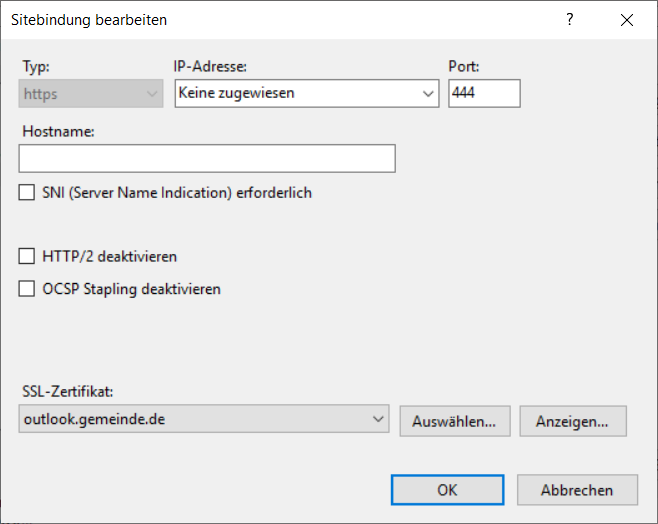 Sitebindung bearbeiten
?
Typ: IP-Adresse: Port:
https Keine zugewiesen 444
Hostname:
SNI (Server Name Indication) erforderlich
HTTP/2 deaktivieren
OCSP Stapling deaktivieren
SSL-Zertifikat:
outlook.gemeinde.de Auswählen... Anzeigen...
OK Abbrechen